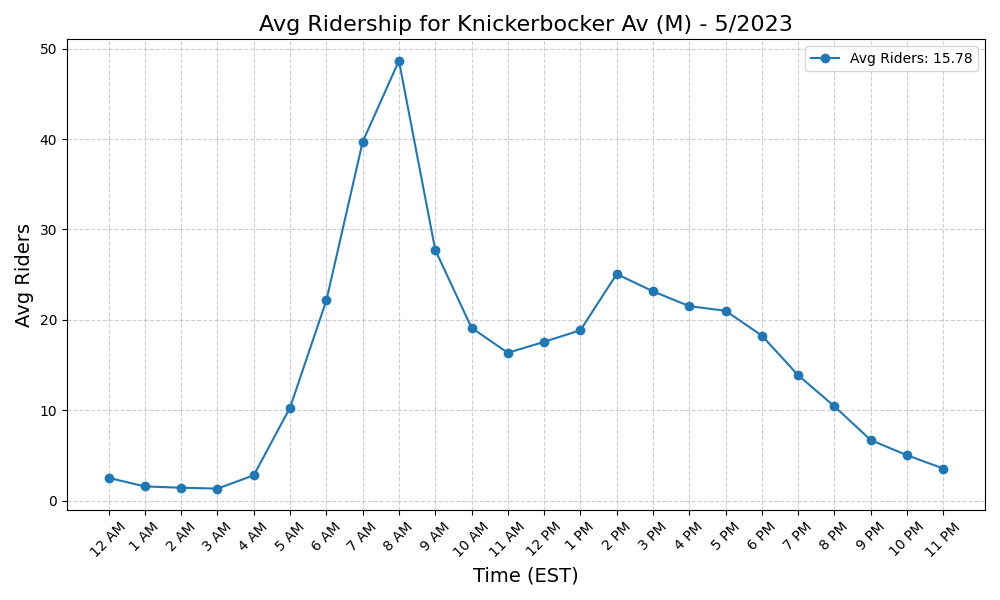 Avg Ridership for Knickerbocker Av (M) - 5/2023
Avg Riders: 15.78
50
40
30
20
10
0
Avg Riders
12 AM
1 AM
2 AM
3 AM
4 AM
5 AM
6 AM
7 AM
8 AM
9 AM
10 AM
11 AM
12 PM
1 PM
2 PM
3 PM
4 PM
5 PM
6 PM
7 PM
8 PM
9 PM
10 PM
11 PM
Time (EST)